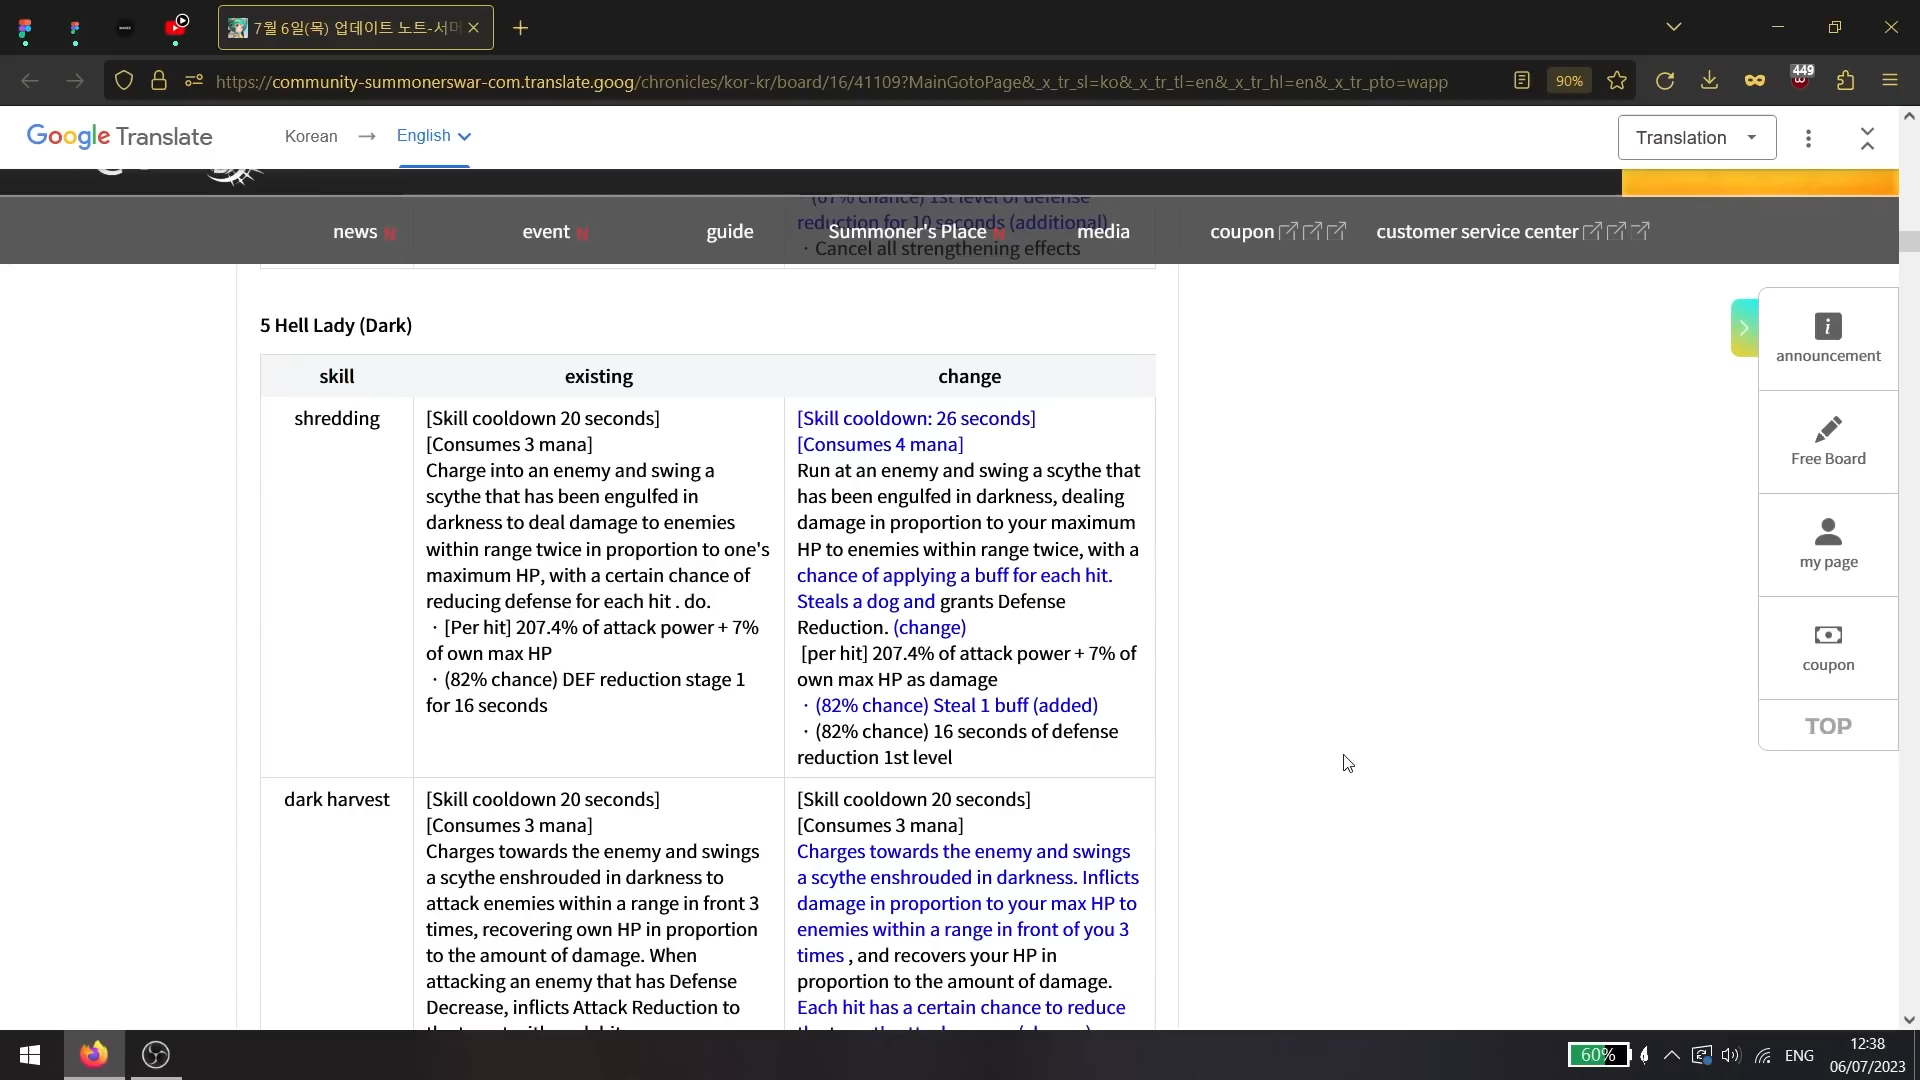 7월 6일(목) 업데이트 노트-서머
https://community-summonerswar-com.translate.goog/chronicles/kor-kr/board/16/41109?MainGotoPage&_x_tr_sl=ko&_x_tr_tl=en&_x_tr_hl=en&_x_tr_pto=wapp
90%
449
Google Translate
Korean → English
Translation
· (67% chance) 1st level of defense
reduction for 10 seconds (additional)
· Cancel all strengthening effects
news N
event N
guide
Summoner's Place N
media
coupon
customer service center
5 Hell Lady (Dark)
skill
existing
change
shredding
[Skill cooldown 20 seconds]
[Consumes 3 mana]
Charge into an enemy and swing a
scythe that has been engulfed in
darkness to deal damage to enemies
within range twice in proportion to one's
maximum HP, with a certain chance of
reducing defense for each hit . do.
· [Per hit] 207.4% of attack power + 7%
of own max HP
· (82% chance) DEF reduction stage 1
for 16 seconds
[Skill cooldown: 26 seconds]
[Consumes 4 mana]
Run at an enemy and swing a scythe that
has been engulfed in darkness, dealing
damage in proportion to your maximum
HP to enemies within range twice, with a
chance of applying a buff for each hit.
Steals a dog and grants Defense
Reduction. (change)
[per hit] 207.4% of attack power + 7% of
own max HP as damage
· (82% chance) Steal 1 buff (added)
· (82% chance) 16 seconds of defense
reduction 1st level
dark harvest
[Skill cooldown 20 seconds]
[Consumes 3 mana]
Charges towards the enemy and swings
a scythe enshrouded in darkness to
attack enemies within a range in front 3
times, recovering own HP in proportion
to the amount of damage. When
attacking an enemy that has Defense
Decrease, inflicts Attack Reduction to
[Skill cooldown 20 seconds]
[Consumes 3 mana]
Charges towards the enemy and swings
a scythe enshrouded in darkness. Inflicts
damage in proportion to your max HP to
enemies within a range in front of you 3
times , and recovers your HP in
proportion to the amount of damage.
Each hit has a certain chance to reduce
announcement
Free Board
my page
coupon
TOP
60%
ENG
12:38
06/07/2023